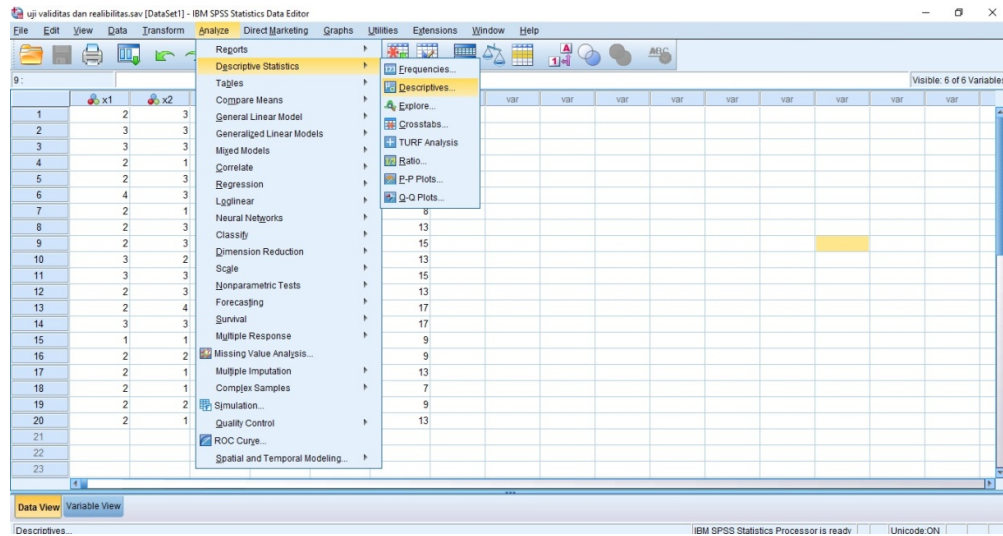 uji validitas dan realibilitas.sav [DataSet1] - IBM SPSS Statistics Data Editor
File Edit View Data Transform Analyze Direct Marketing Graphs Utilities Extensions Window Help
9 :
Visible: 6 of 6 Variables
x1 x2 var var var var var var var var var
1 2 3
2 3 3
3 3 3
4 2 1
5 2 3
6 4 3
7 2 1 8
8 2 3 13
9 2 3 15
10 3 2 13
11 3 3 15
12 2 3 13
13 2 4 17
14 3 3 17
15 1 1 9
16 2 2 9
17 2 1 13
18 2 1 7
19 2 2 9
20 2 1 13
21
22
23
Reports
Descriptive Statistics
Tables
Compare Means
General Linear Model
Generalized Linear Models
Mixed Models
Correlate
Regression
Loglinear
Neural Networks
Classify
Dimension Reduction
Scale
Nonparametric Tests
Forecasting
Survival
Multiple Response
Missing Value Analysis...
Multiple Imputation
Complex Samples
Simulation...
Quality Control
ROC Curve...
Spatial and Temporal Modeling...
Frequencies...
Descriptives...
Explore...
Crosstabs...
TURF Analysis
Ratio...
P-P Plots...
Q-Q Plots...
Data View Variable View
Descriptives... IBM SPSS Statistics Processor is ready Unicode:ON